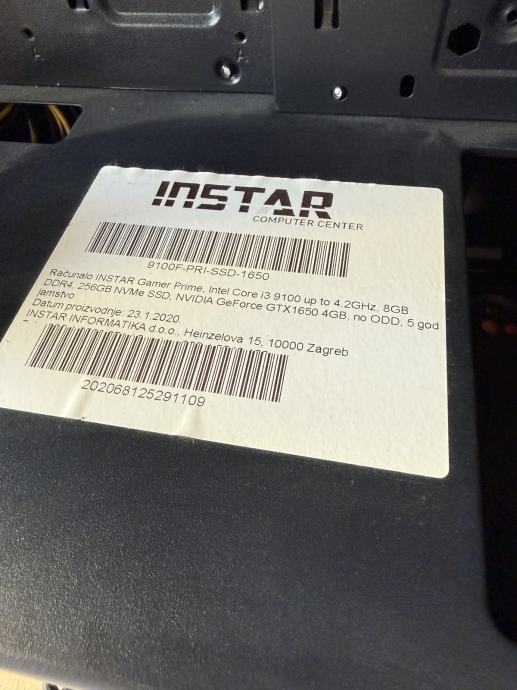 INSTAR
COMPUTER CENTER
9100F-PRI-SSD-1650
Računalo INSTAR Gamer Prime, Intel Core i3 9100 up to 4.2GHz, 8GB
DDR4, 256GB NVMe SSD, NVIDIA GeForce GTX1650 4GB, no ODD, 5 god
jamstvo
Datum proizvodnje: 23.1.2020.
INSTAR INFORMATIKA d.o.o., Heinzelova 15, 10000 Zagreb
202068125291109
L
A